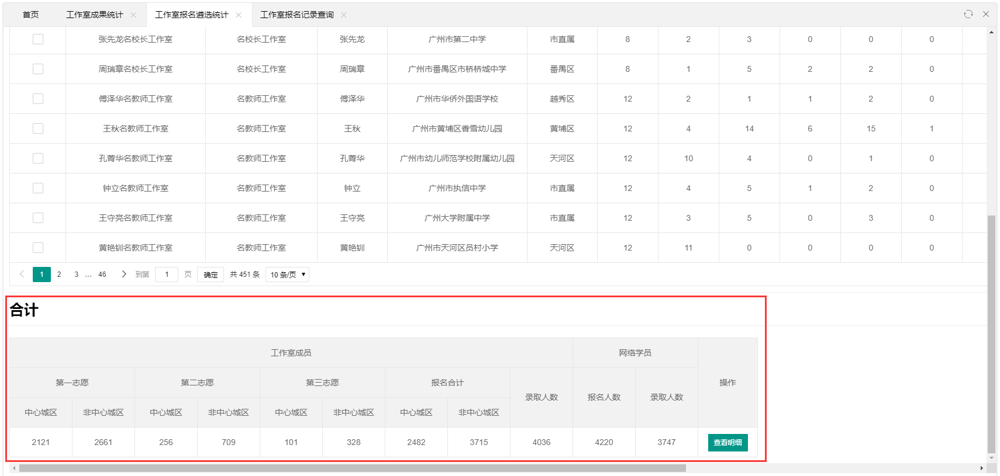 首页 工作室成果统计 工作室报名遴选统计 工作室报名记录查询
张先龙名校长工作室 名校长工作室 张先龙 广州市第二中学 市直属 8 2 3 0 0 0
周瑞章名校长工作室 名校长工作室 周瑞章 广州市番禺区市桥桥城中学 番禺区 8 1 5 2 2 0
傅泽华名教师工作室 名教师工作室 傅泽华 广州市华侨外国语学校 越秀区 12 2 1 1 2 0
王秋名教师工作室 名教师工作室 王秋 广州市黄埔区香雪幼儿园 黄埔区 12 4 14 6 15 1
孔菁华名教师工作室 名教师工作室 孔菁华 广州市幼儿师范学校附属幼儿园 天河区 12 10 4 0 1 0
钟立名教师工作室 名教师工作室 钟立 广州市执信中学 市直属 12 4 5 1 2 0
王守亮名教师工作室 名教师工作室 王守亮 广州大学附属中学 市直属 12 3 5 0 3 0
黄艳钏名教师工作室 名教师工作室 黄艳钏 广州市天河区员村小学 天河区 12 11 0 0 0 0
1 2 3 ... 46 到第 1 页 确定 共 451 条 10 条/页
合计
工作室成员 网络学员 操作
第一志愿 第二志愿 第三志愿 报名合计 录取人数 报名人数 录取人数
中心城区 非中心城区 中心城区 非中心城区 中心城区 非中心城区 中心城区 非中心城区
2121 2661 256 709 101 328 2482 3715 4036 4220 3747 查看明细